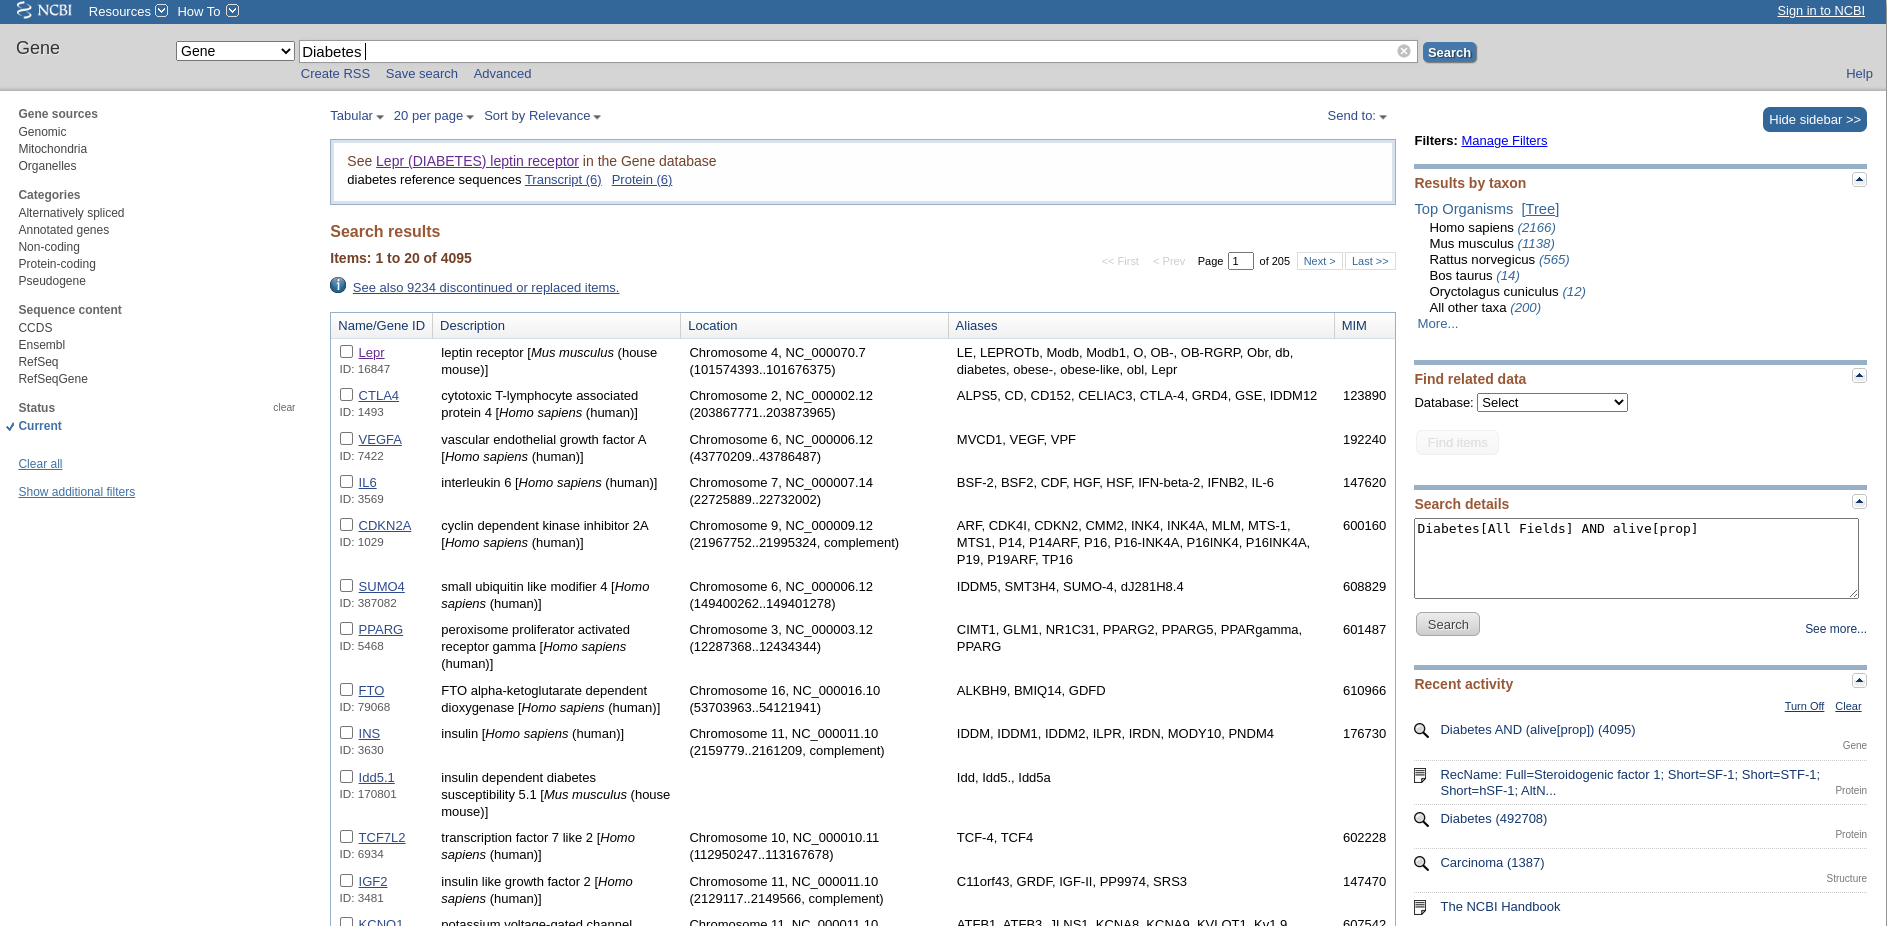 NCBI Resources How To Sign in to NCBI
Gene Gene Diabetes Search
Create RSS Save search Advanced Help
Gene sources
Genomic
Mitochondria
Organelles
Categories
Alternatively spliced
Annotated genes
Non-coding
Protein-coding
Pseudogene
Sequence content
CCDS
Ensembl
RefSeq
RefSeqGene
Status clear
Current
Clear all
Show additional filters
Tabular 20 per page Sort by Relevance Send to:
See Lepr (DIABETES) leptin receptor in the Gene database
diabetes reference sequences Transcript (6) Protein (6)
Search results
Items: 1 to 20 of 4095
<< First < Prev Page 1 of 205 Next > Last >>
See also 9234 discontinued or replaced items.
Name/Gene ID Description Location Aliases MIM
Lepr leptin receptor [Mus musculus (house Chromosome 4, NC_000070.7 LE, LEPROTb, Modb, Modb1, O, OB-, OB-RGRP, Obr, db,
ID: 16847 mouse)] (101574393..101676375) diabetes, obese-, obese-like, obl, Lepr
CTLA4 cytotoxic T-lymphocyte associated Chromosome 2, NC_000002.12 ALPS5, CD, CD152, CELIAC3, CTLA-4, GRD4, GSE, IDDM12 123890
ID: 1493 protein 4 [Homo sapiens (human)] (203867771..203873965)
VEGFA vascular endothelial growth factor A Chromosome 6, NC_000006.12 MVCD1, VEGF, VPF 192240
ID: 7422 [Homo sapiens (human)] (43770209..43786487)
IL6 interleukin 6 [Homo sapiens (human)] Chromosome 7, NC_000007.14 BSF-2, BSF2, CDF, HGF, HSF, IFN-beta-2, IFNB2, IL-6 147620
ID: 3569 (22725889..22732002)
CDKN2A cyclin dependent kinase inhibitor 2A Chromosome 9, NC_000009.12 ARF, CDK4I, CDKN2, CMM2, INK4, INK4A, MLM, MTS-1, 600160
ID: 1029 [Homo sapiens (human)] (21967752..21995324, complement) MTS1, P14, P14ARF, P16, P16-INK4A, P16INK4, P16INK4A,
P19, P19ARF, TP16
SUMO4 small ubiquitin like modifier 4 [Homo Chromosome 6, NC_000006.12 IDDM5, SMT3H4, SUMO-4, dJ281H8.4 608829
ID: 387082 sapiens (human)] (149400262..149401278)
PPARG peroxisome proliferator activated Chromosome 3, NC_000003.12 CIMT1, GLM1, NR1C31, PPARG2, PPARG5, PPARgamma, 601487
ID: 5468 receptor gamma [Homo sapiens (12287368..12434344) PPARG
(human)]
FTO FTO alpha-ketoglutarate dependent Chromosome 16, NC_000016.10 ALKBH9, BMIQ14, GDFD 610966
ID: 79068 dioxygenase [Homo sapiens (human)] (53703963..54121941)
INS insulin [Homo sapiens (human)] Chromosome 11, NC_000011.10 IDDM, IDDM1, IDDM2, ILPR, IRDN, MODY10, PNDM4 176730
ID: 3630 (2159779..2161209, complement)
Idd5.1 insulin dependent diabetes Idd, Idd5., Idd5a
ID: 170801 susceptibility 5.1 [Mus musculus (house
mouse)]
TCF7L2 transcription factor 7 like 2 [Homo Chromosome 10, NC_000010.11 TCF-4, TCF4 602228
ID: 6934 sapiens (human)] (112950247..113167678)
IGF2 insulin like growth factor 2 [Homo Chromosome 11, NC_000011.10 C11orf43, GRDF, IGF-II, PP9974, SRS3 147470
ID: 3481 sapiens (human)] (2129117..2149566, complement)
KCNQ1 potassium voltage-gated channel Chromosome 11, NC_000011.10 ATFB1, ATFB3, JLNS1, KCNA8, KCNA9, KVLQT1, Kv1.9, 607542
Hide sidebar >>
Filters: Manage Filters
Results by taxon
Top Organisms [Tree]
Homo sapiens (2166)
Mus musculus (1138)
Rattus norvegicus (565)
Bos taurus (14)
Oryctolagus cuniculus (12)
All other taxa (200)
More...
Find related data
Database: Select
Find items
Search details
Diabetes[All Fields] AND alive[prop]
Search
See more...
Recent activity
Turn Off Clear
Diabetes AND (alive[prop]) (4095)
Gene
RecName: Full=Steroidogenic factor 1; Short=SF-1; Short=STF-1;
Short=hSF-1; AltN...
Protein
Diabetes (492708)
Protein
Carcinoma (1387)
Structure
The NCBI Handbook